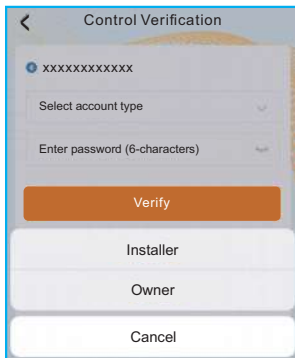 Control Verification
xxxxxxxxxxxx
Select account type
Enter password (6-characters)
Verify
Installer
Owner
Cancel